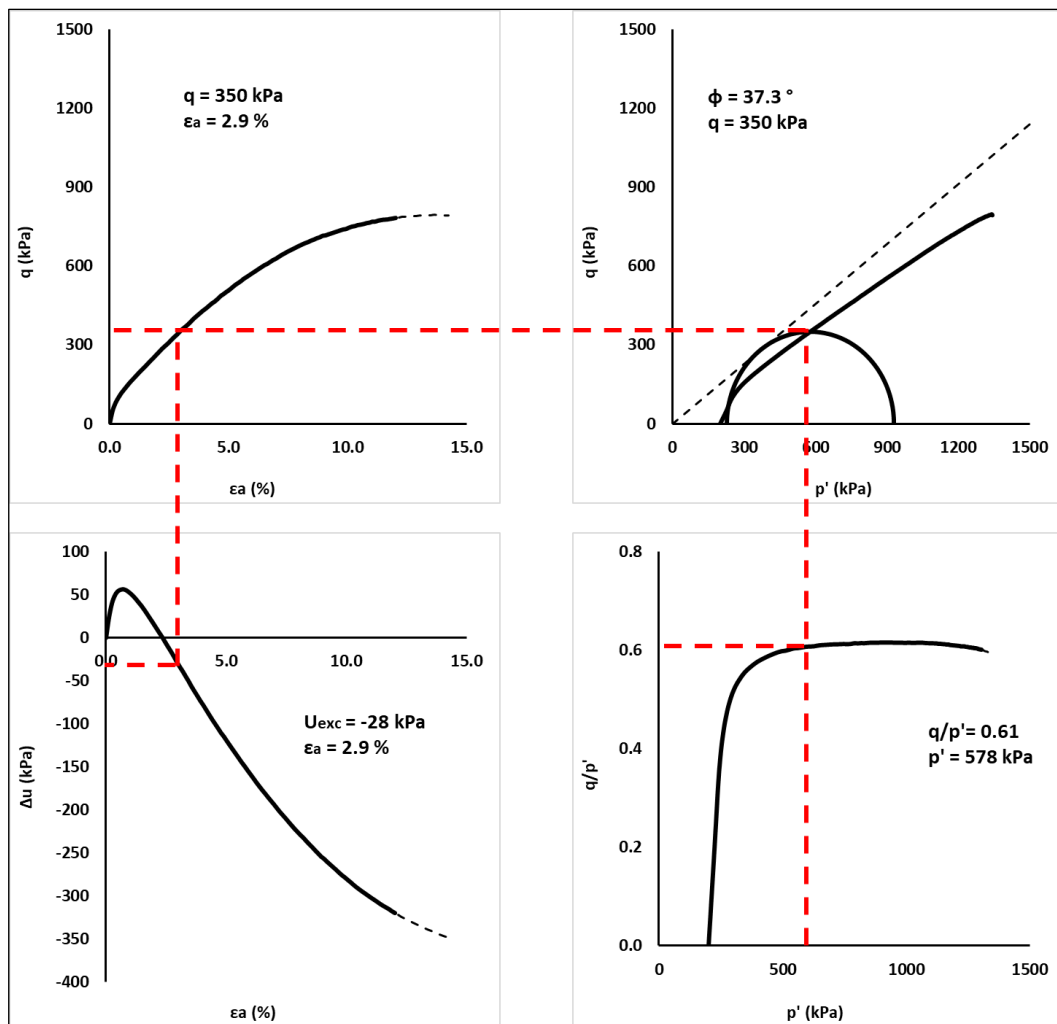 1500
1200
900
600
300
0
q (kPa)
q = 350 kPa
εa = 2.9 %
0.0
5.0
10.0
15.0
εa (%)
1500
1200
900
600
300
0
q (kPa)
ϕ = 37.3 °
q = 350 kPa
0
300
600
900
1200
1500
p' (kPa)
100
50
0
-50
-100
-150
-200
-250
-300
-350
-400
Δu (kPa)
0.0
5.0
10.0
15.0
Uexc = -28 kPa
εa = 2.9 %
εa (%)
0.8
0.6
0.4
0.2
0.0
q/p'
q/p'= 0.61
p' = 578 kPa
0
500
1000
1500
p' (kPa)